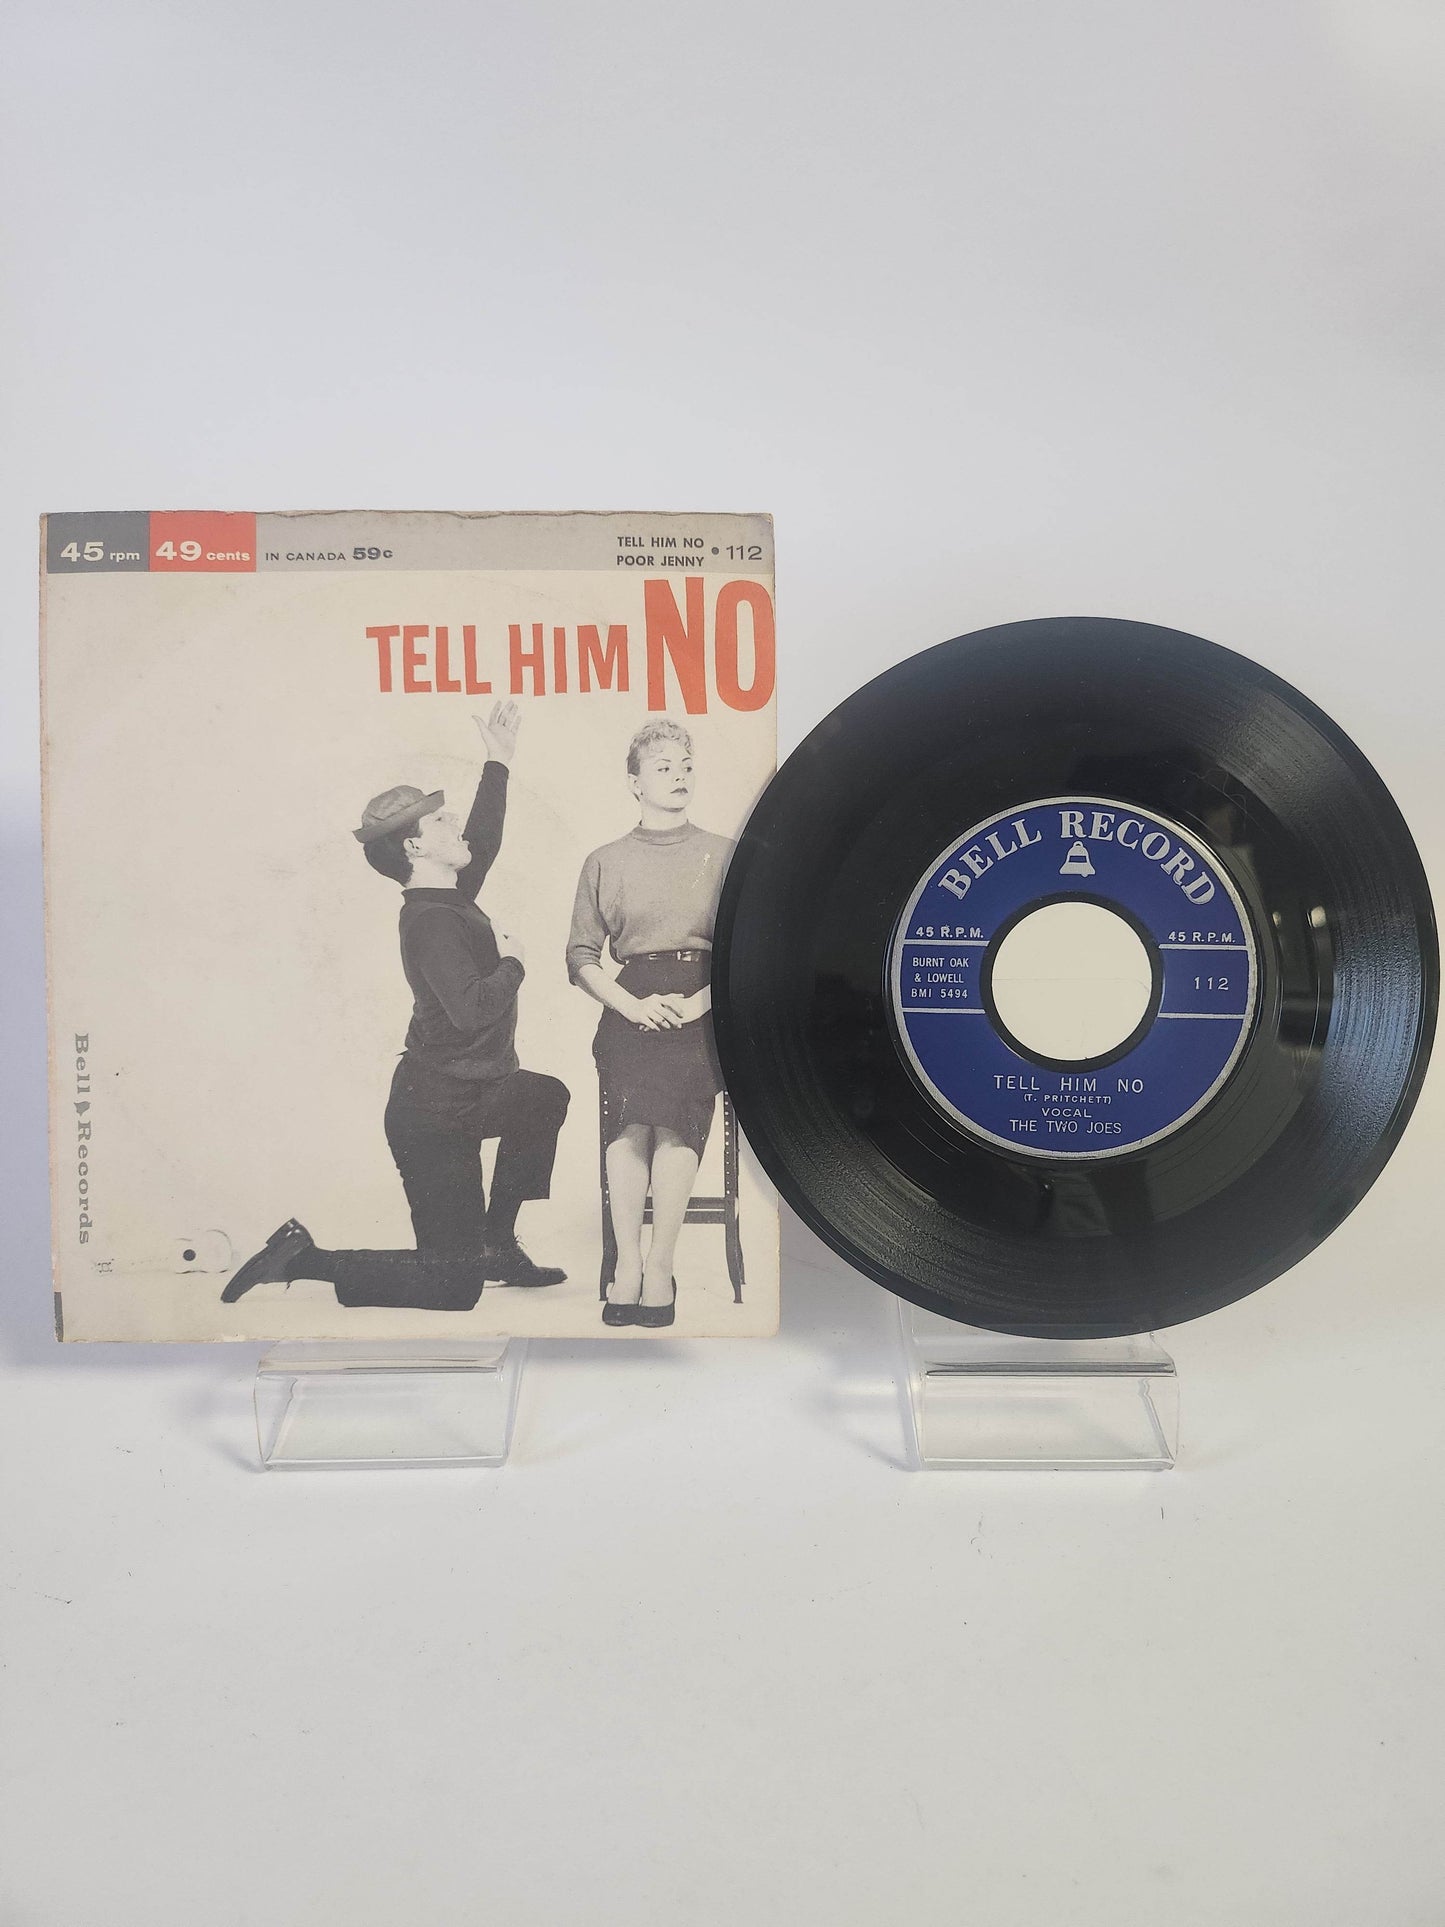 45 rpm 49 cents IN CANADA 59c
TELL HIM NO
POOR JENNY • 112
TELL HIM NO
Bell Records
BELL RECORD
45 R.P.M. 45 R.P.M.
BURNT OAK
& LOWELL
BMI 5494
112
TELL HIM NO
(T. PRITCHETT)
VOCAL
THE TWO JOES